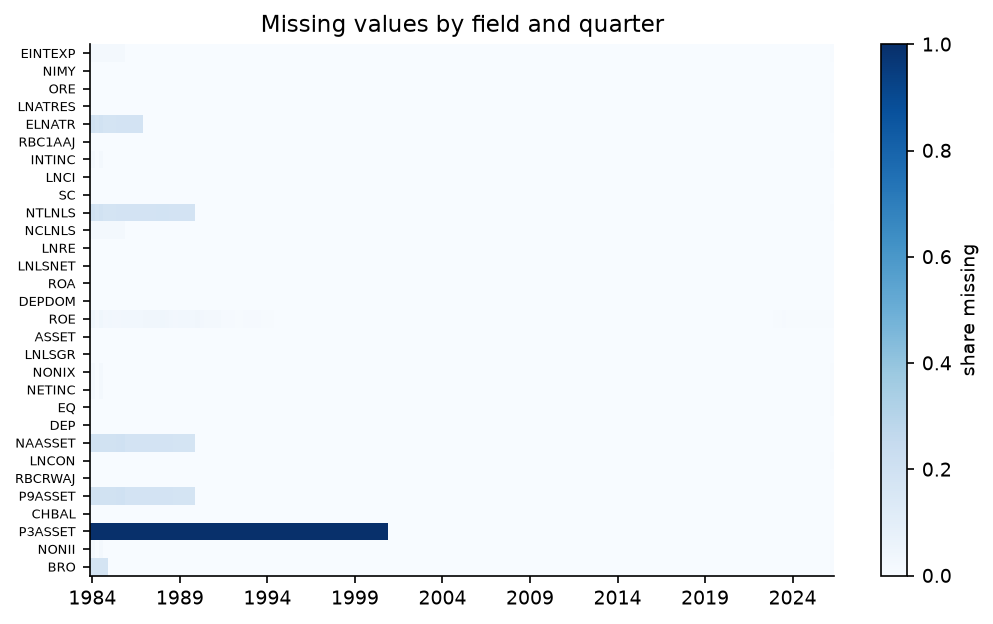 Missing values by field and quarter
EINTEXP
NIMY
ORE
LNATRES
ELNATR
RBC1AAJ
INTINC
LNCI
SC
NTLNLS
NCLNLS
LNRE
LNLSNET
ROA
DEPDOM
ROE
ASSET
LNLSGR
NONIX
NETINC
EQ
DEP
NAASSET
LNCON
RBCRWAJ
P9ASSET
CHBAL
P3ASSET
NONII
BRO
1984 1989 1994 1999 2004 2009 2014 2019 2024
1.0
0.8
0.6
0.4
0.2
0.0
share missing